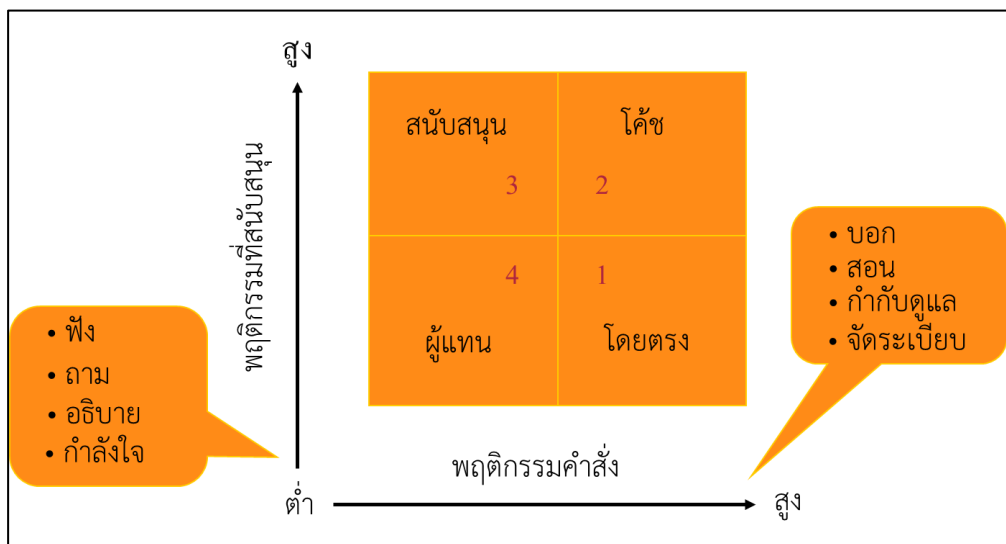 สูง
พฤติกรรมที่สนับสนุน
สนับสนุน
โค้ช
3
2
4
1
ผู้แทน
โดยตรง
• บอก
• สอน
• กำกับดูแล
• จัดระเบียบ
• ฟัง
• ถาม
• อธิบาย
• กำลังใจ
พฤติกรรมคำสั่ง
ต่ำ
สูง